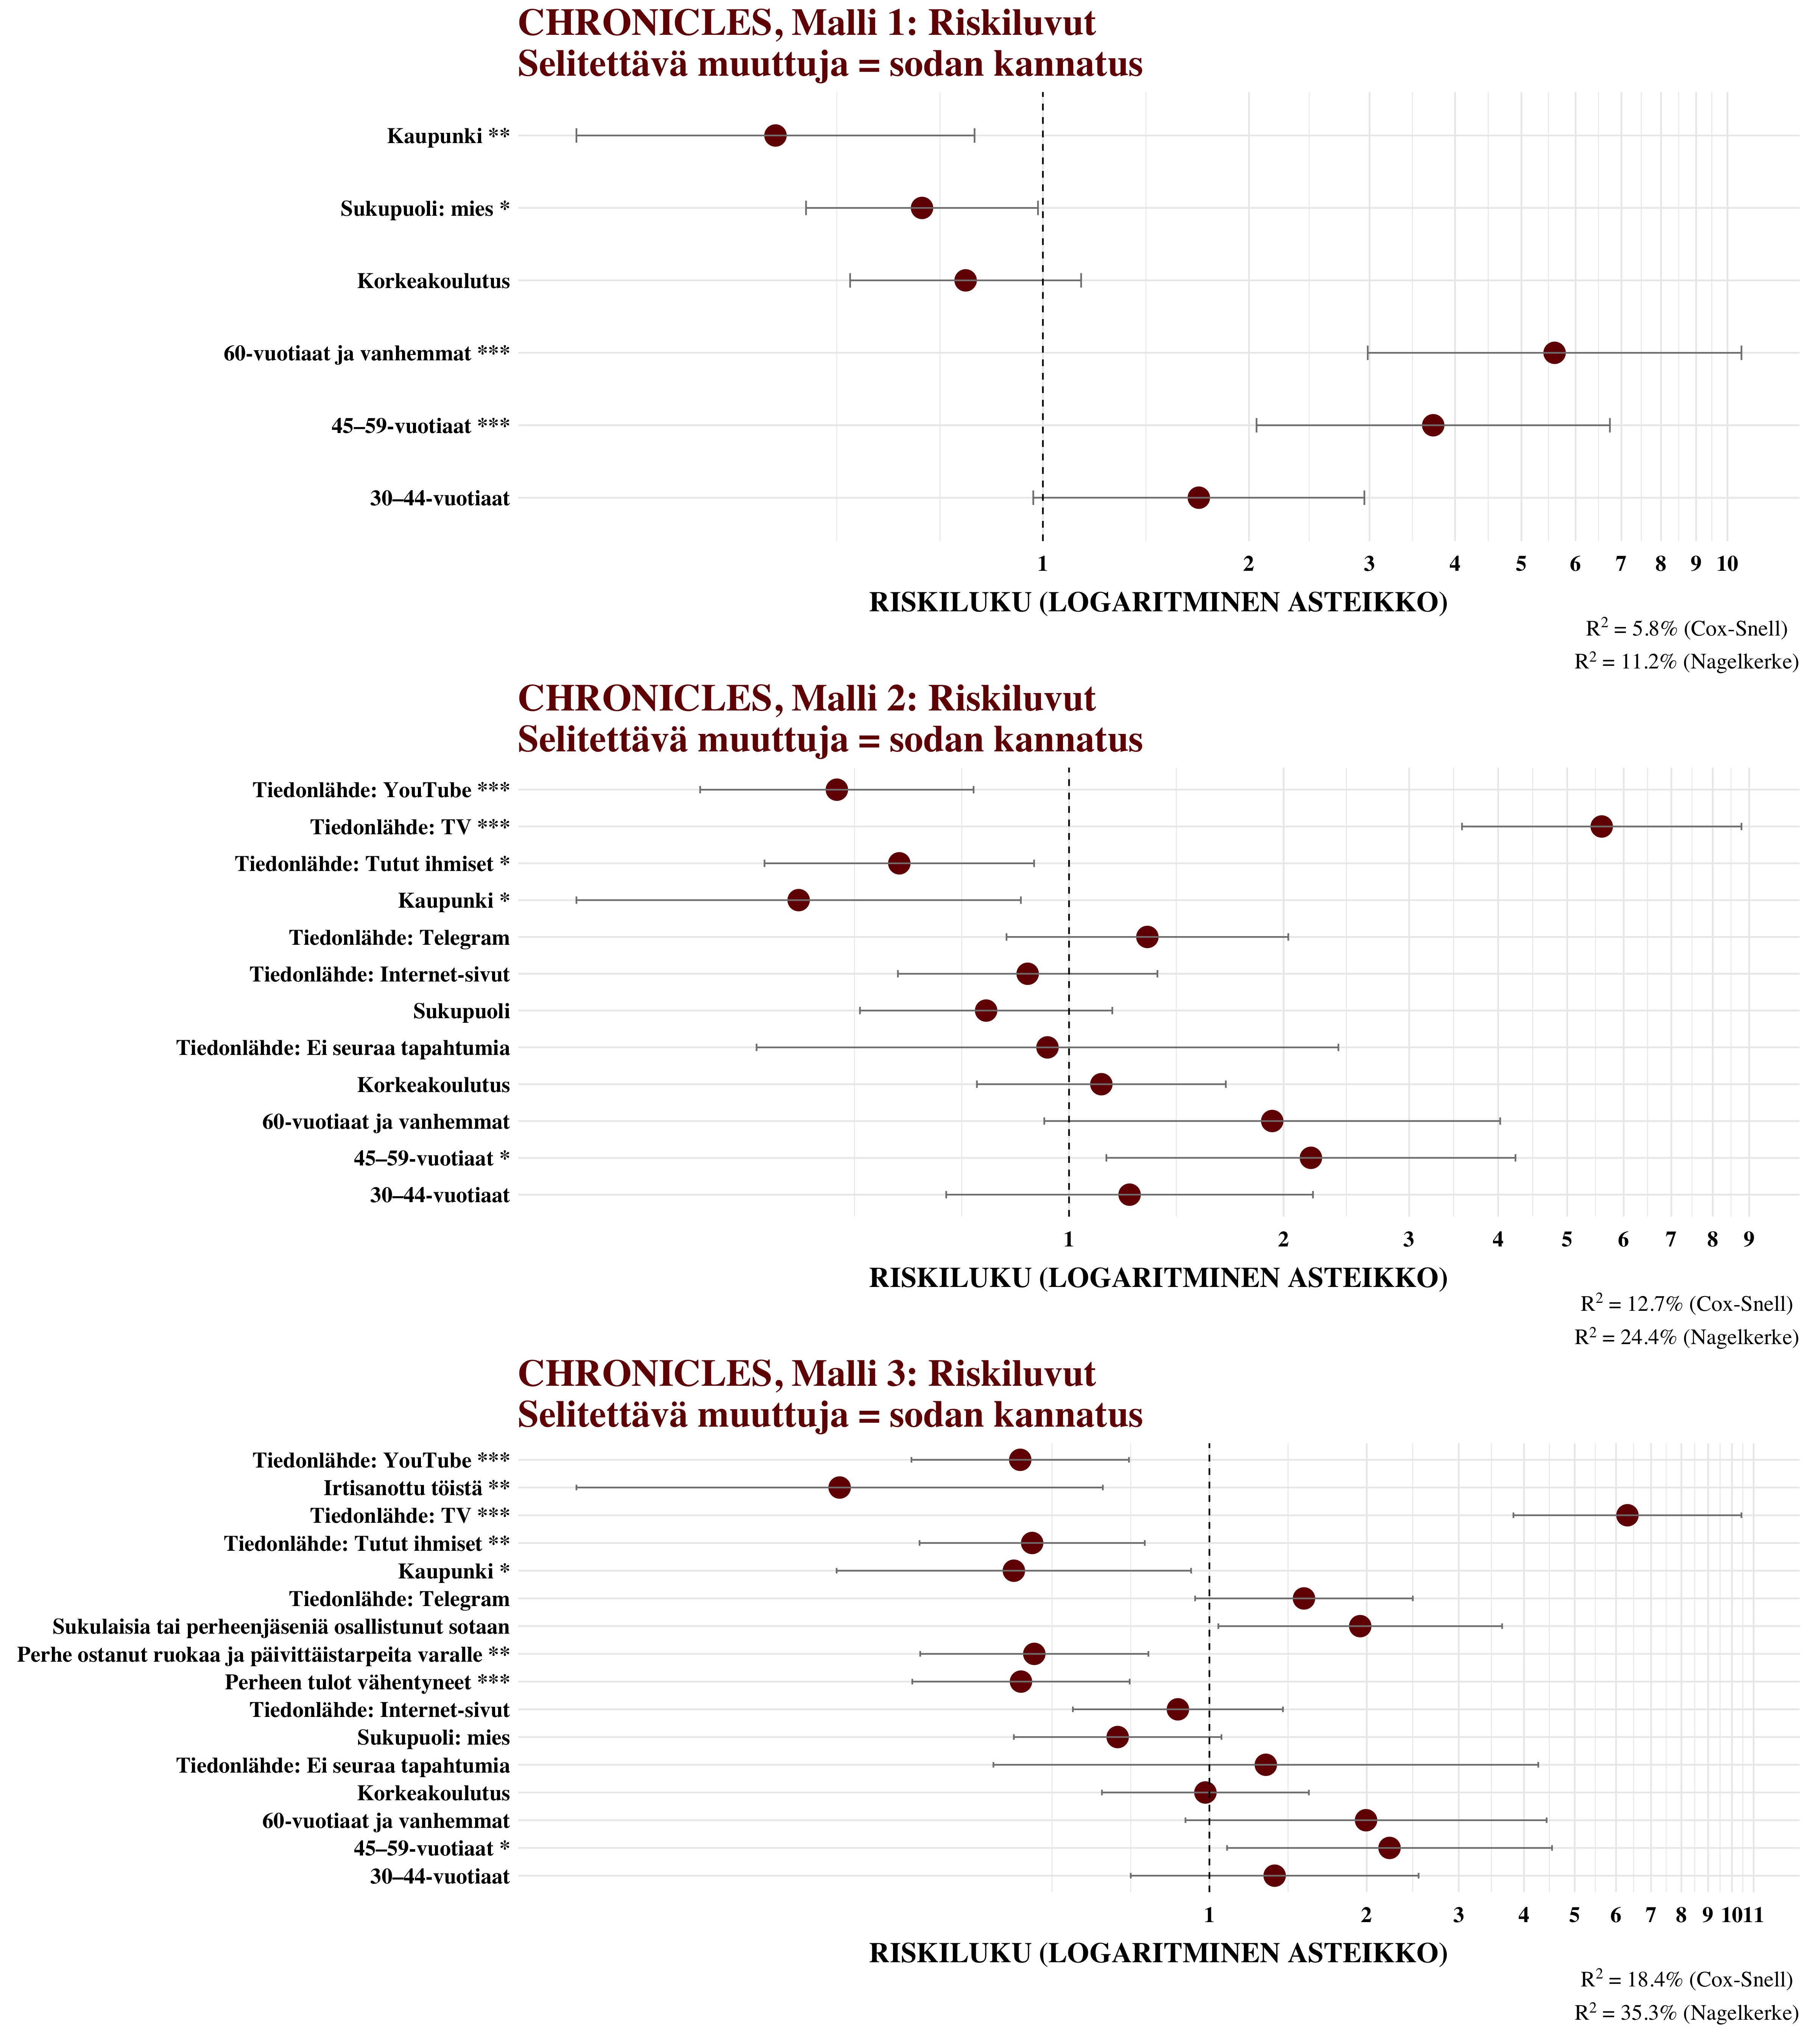 CHRONICLES, Malli 1: Riskiluvut
Selitettävä muuttuja = sodan kannatus
Kaupunki **
Sukupuoli: mies *
Korkeakoulutus
60-vuotiaat ja vanhemmat ***
45–59-vuotiaat ***
30–44-vuotiaat
1 2 3 4 5 6 7 8 9 10
RISKILUKU (LOGARITMINEN ASTEIKKO)
R² = 5.8% (Cox-Snell)
R² = 11.2% (Nagelkerke)
CHRONICLES, Malli 2: Riskiluvut
Selitettävä muuttuja = sodan kannatus
Tiedonlähde: YouTube ***
Tiedonlähde: TV ***
Tiedonlähde: Tutut ihmiset *
Kaupunki *
Tiedonlähde: Telegram
Tiedonlähde: Internet-sivut
Sukupuoli
Tiedonlähde: Ei seuraa tapahtumia
Korkeakoulutus
60-vuotiaat ja vanhemmat
45–59-vuotiaat *
30–44-vuotiaat
1 2 3 4 5 6 7 8 9
RISKILUKU (LOGARITMINEN ASTEIKKO)
R² = 12.7% (Cox-Snell)
R² = 24.4% (Nagelkerke)
CHRONICLES, Malli 3: Riskiluvut
Selitettävä muuttuja = sodan kannatus
Tiedonlähde: YouTube ***
Irtisanottu töistä **
Tiedonlähde: TV ***
Tiedonlähde: Tutut ihmiset **
Kaupunki *
Tiedonlähde: Telegram
Sukulaisia tai perheenjäseniä osallistunut sotaan
Perhe ostanut ruokaa ja päivittäistarpeita varalle **
Perheen tulot vähentyneet ***
Tiedonlähde: Internet-sivut
Sukupuoli: mies
Tiedonlähde: Ei seuraa tapahtumia
Korkeakoulutus
60-vuotiaat ja vanhemmat
45–59-vuotiaat *
30–44-vuotiaat
1 2 3 4 5 6 7 8 9 10 11
RISKILUKU (LOGARITMINEN ASTEIKKO)
R² = 18.4% (Cox-Snell)
R² = 35.3% (Nagelkerke)